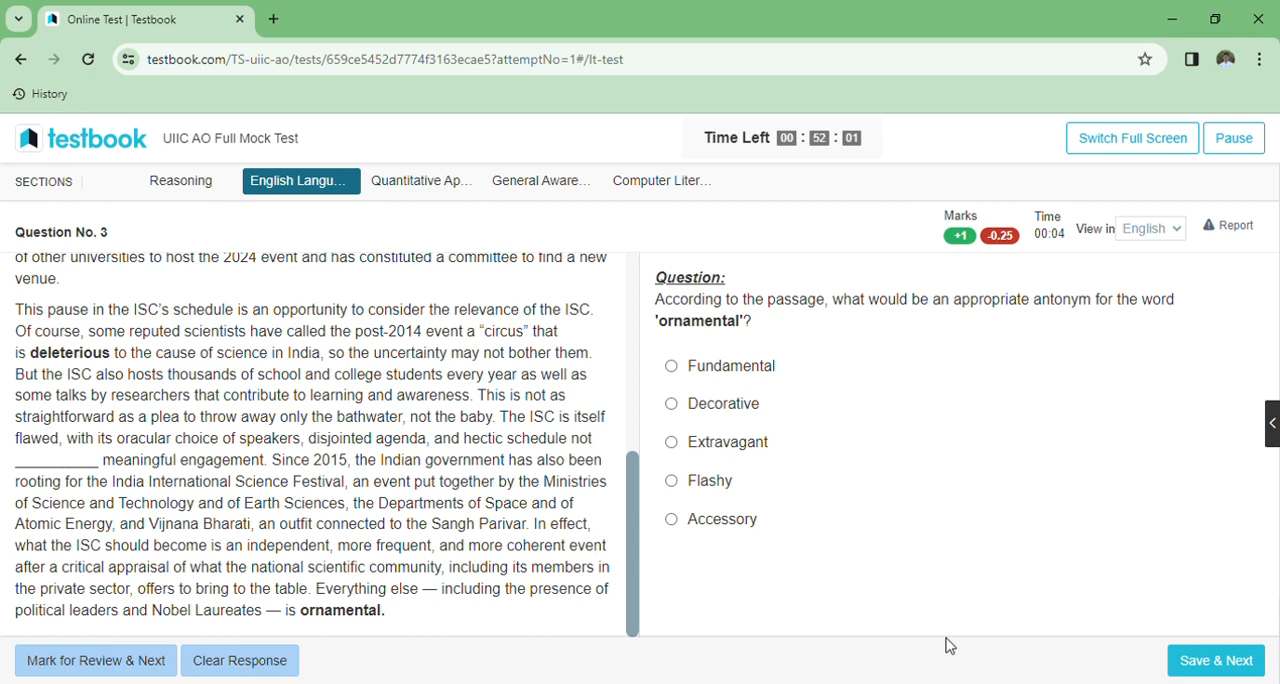 Online Test | Testbook
testbook.com/TS-uiic-ao/tests/659ce5452d7774f3163ecae5?attemptNo=1#/lt-test
History
testbook UIIC AO Full Mock Test Time Left 00 : 52 : 01 Switch Full Screen Pause
SECTIONS Reasoning English Langu... Quantitative Ap... General Aware... Computer Liter...
Question No. 3 Marks +1 -0.25 Time 00:04 View in English Report
of other universities to host the 2024 event and has constituted a committee to find a new
venue.
This pause in the ISC's schedule is an opportunity to consider the relevance of the ISC.
Of course, some reputed scientists have called the post-2014 event a “circus” that
is deleterious to the cause of science in India, so the uncertainty may not bother them.
But the ISC also hosts thousands of school and college students every year as well as
some talks by researchers that contribute to learning and awareness. This is not as
straightforward as a plea to throw away only the bathwater, not the baby. The ISC is itself
flawed, with its oracular choice of speakers, disjointed agenda, and hectic schedule not
___________ meaningful engagement. Since 2015, the Indian government has also been
rooting for the India International Science Festival, an event put together by the Ministries
of Science and Technology and of Earth Sciences, the Departments of Space and of
Atomic Energy, and Vijnana Bharati, an outfit connected to the Sangh Parivar. In effect,
what the ISC should become is an independent, more frequent, and more coherent event
after a critical appraisal of what the national scientific community, including its members in
the private sector, offers to bring to the table. Everything else — including the presence of
political leaders and Nobel Laureates — is ornamental.
Question:
According to the passage, what would be an appropriate antonym for the word
'ornamental'?
Fundamental
Decorative
Extravagant
Flashy
Accessory
Mark for Review & Next Clear Response Save & Next